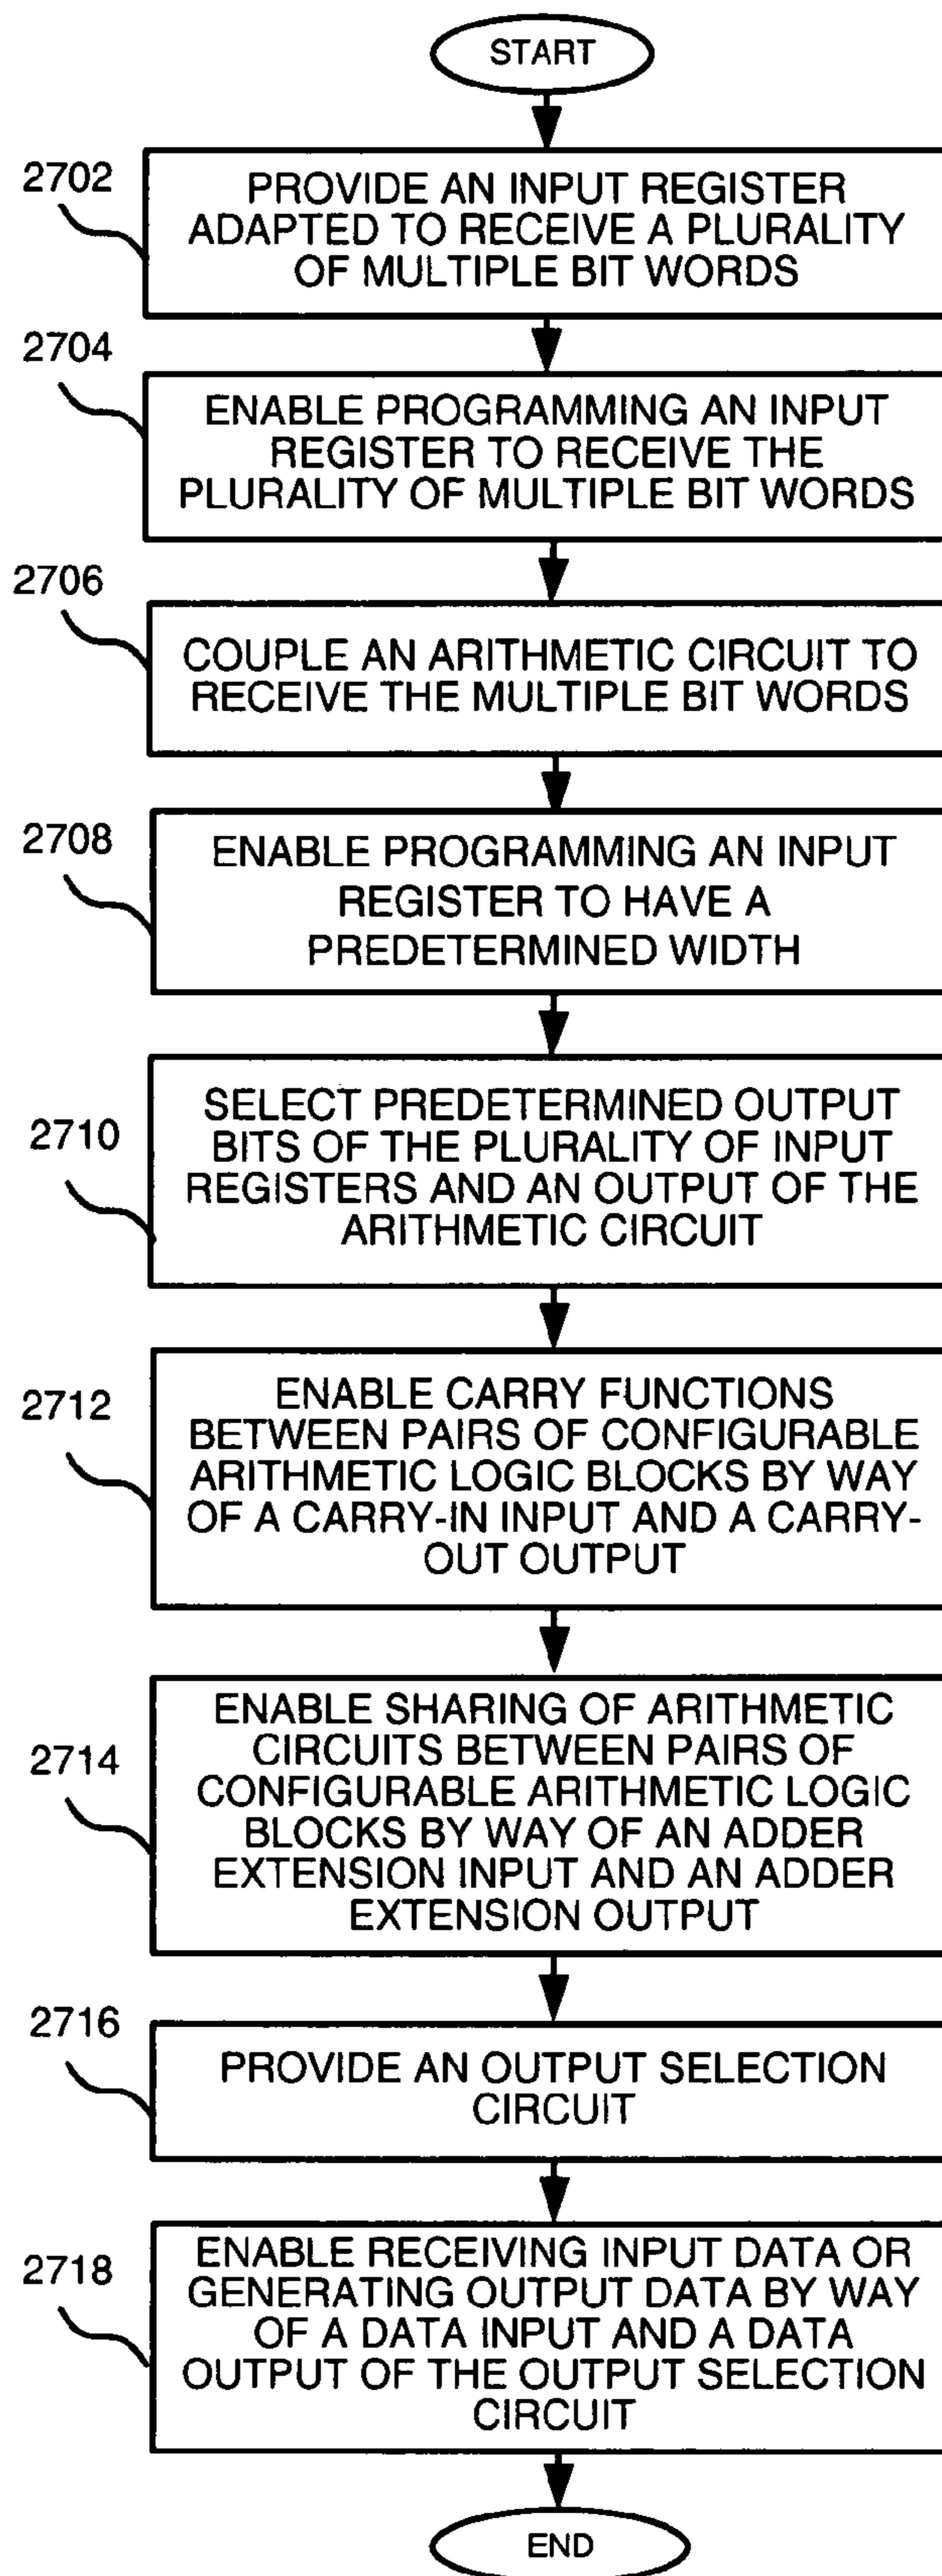 START
2702
PROVIDE AN INPUT REGISTER
ADAPTED TO RECEIVE A PLURALITY
OF MULTIPLE BIT WORDS
2704
ENABLE PROGRAMMING AN INPUT
REGISTER TO RECEIVE THE
PLURALITY OF MULTIPLE BIT WORDS
2706
COUPLE AN ARITHMETIC CIRCUIT TO
RECEIVE THE MULTIPLE BIT WORDS
2708
ENABLE PROGRAMMING AN INPUT
REGISTER TO HAVE A
PREDETERMINED WIDTH
2710
SELECT PREDETERMINED OUTPUT
BITS OF THE PLURALITY OF INPUT
REGISTERS AND AN OUTPUT OF THE
ARITHMETIC CIRCUIT
2712
ENABLE CARRY FUNCTIONS
BETWEEN PAIRS OF CONFIGURABLE
ARITHMETIC LOGIC BLOCKS BY WAY
OF A CARRY-IN INPUT AND A CARRY-
OUT OUTPUT
2714
ENABLE SHARING OF ARITHMETIC
CIRCUITS BETWEEN PAIRS OF
CONFIGURABLE ARITHMETIC LOGIC
BLOCKS BY WAY OF AN ADDER
EXTENSION INPUT AND AN ADDER
EXTENSION OUTPUT
2716
PROVIDE AN OUTPUT SELECTION
CIRCUIT
2718
ENABLE RECEIVING INPUT DATA OR
GENERATING OUTPUT DATA BY WAY
OF A DATA INPUT AND A DATA
OUTPUT OF THE OUTPUT SELECTION
CIRCUIT
END